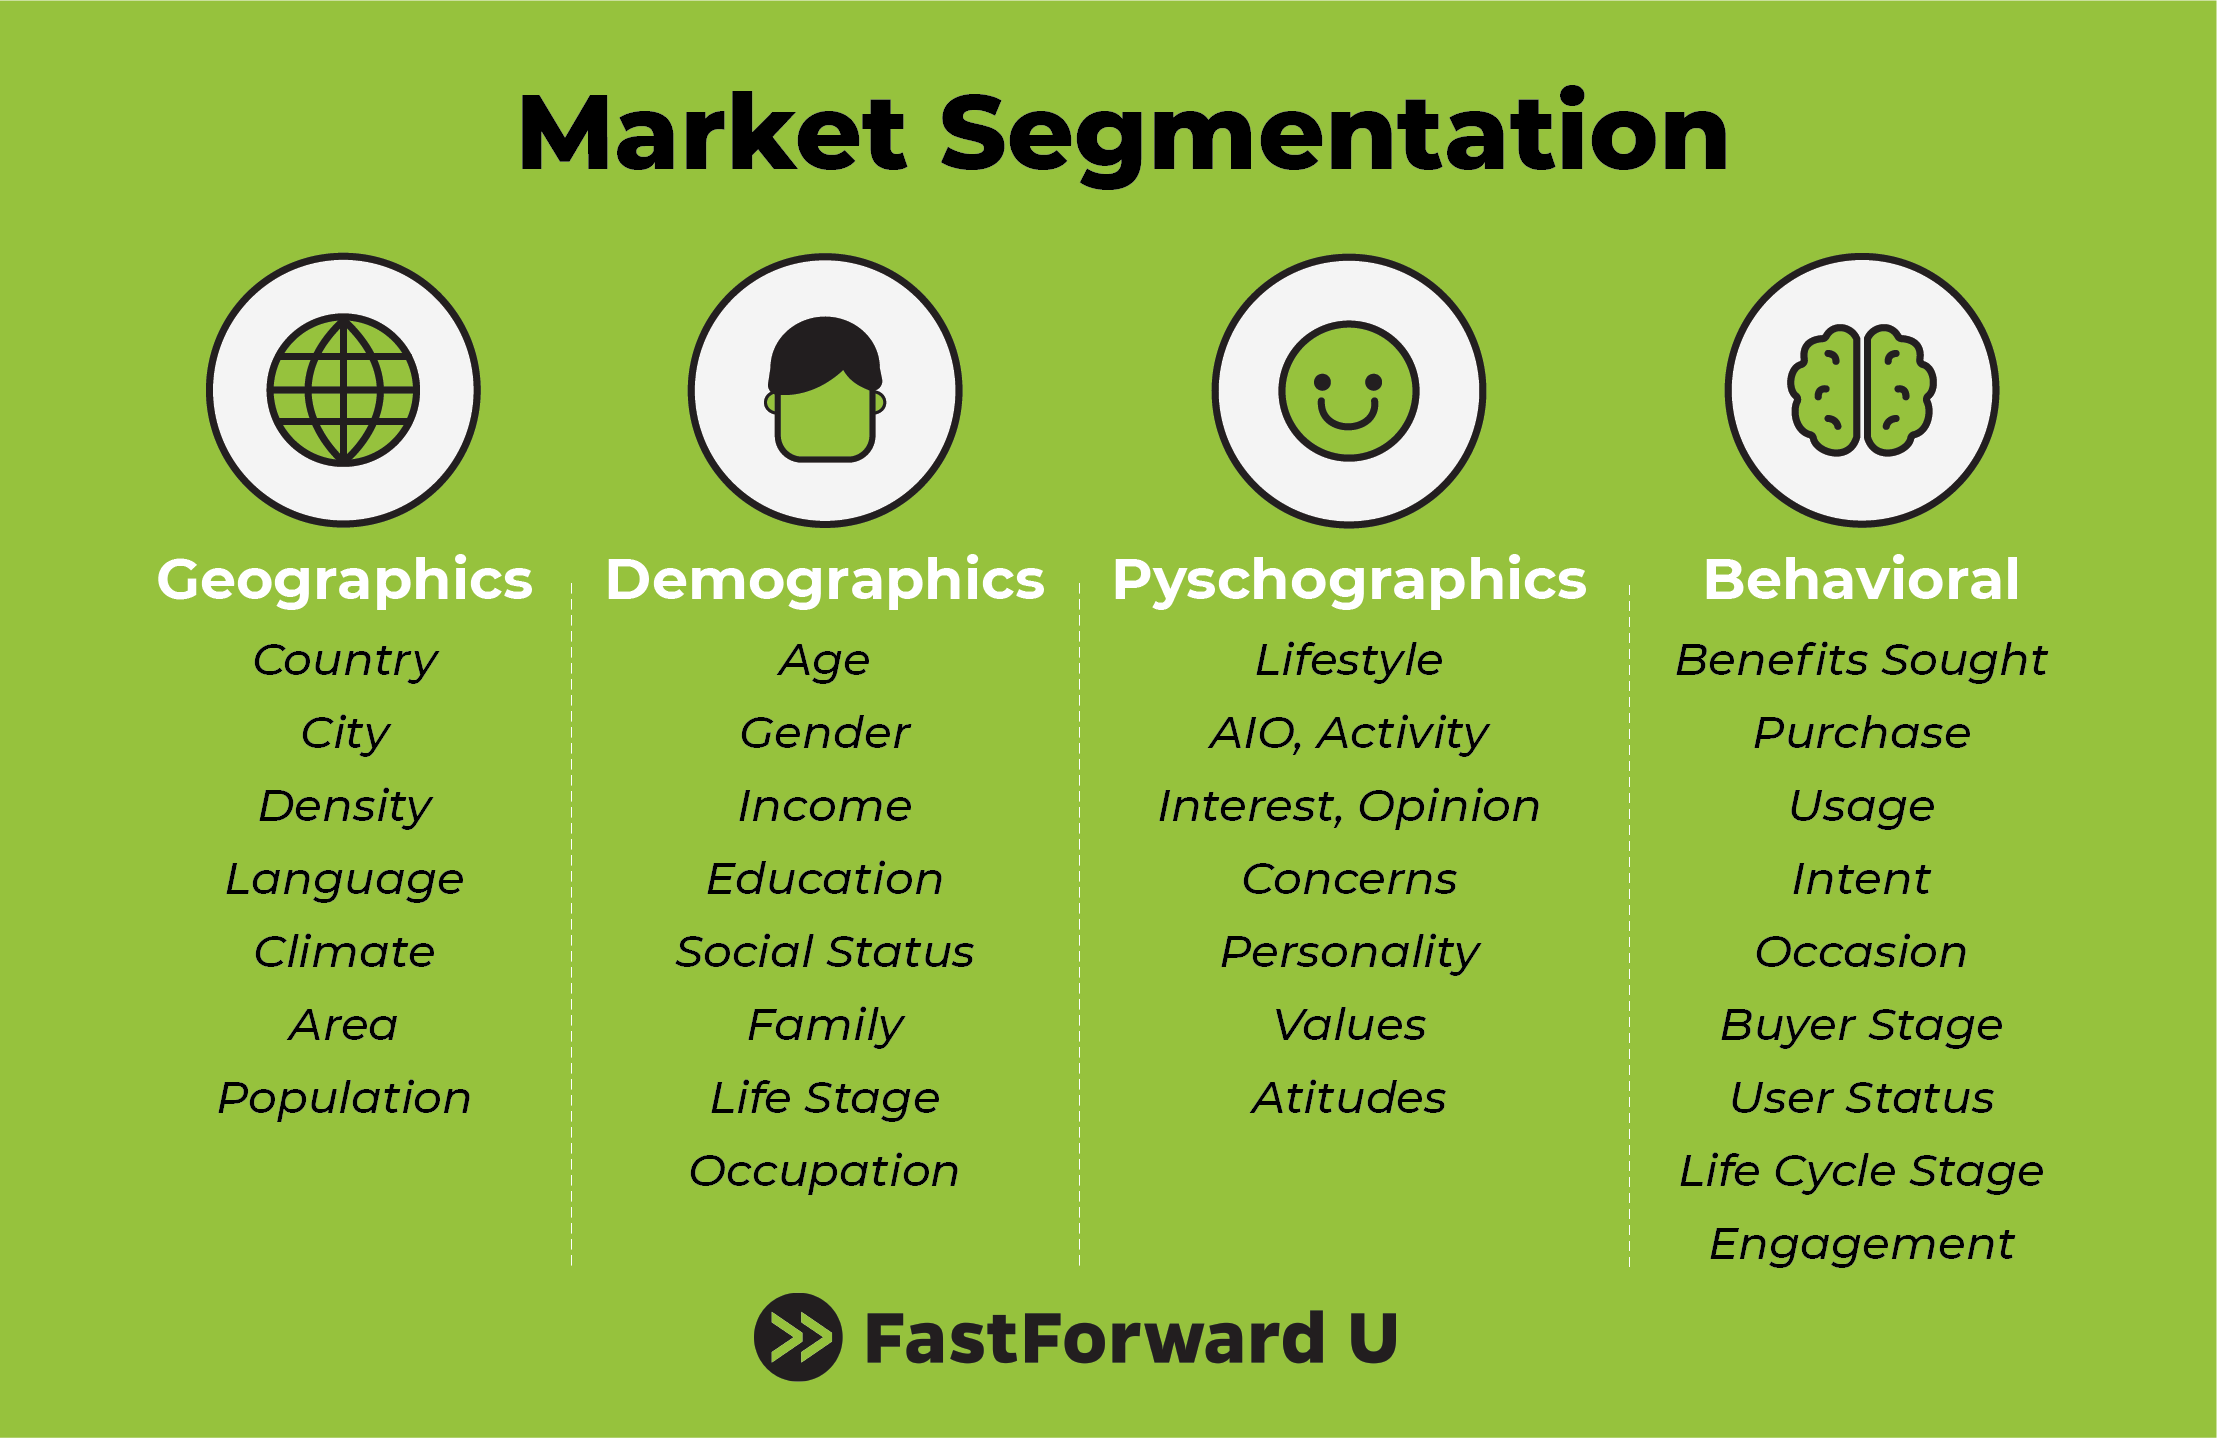 Market Segmentation
Geographics
Country
City
Density
Language
Climate
Area
Population
Demographics
Age
Gender
Income
Education
Social Status
Family
Life Stage
Occupation
Pyschographics
Lifestyle
AIO, Activity
Interest, Opinion
Concerns
Personality
Values
Atitudes
Behavioral
Benefits Sought
Purchase
Usage
Intent
Occasion
Buyer Stage
User Status
Life Cycle Stage
Engagement
FastForward U